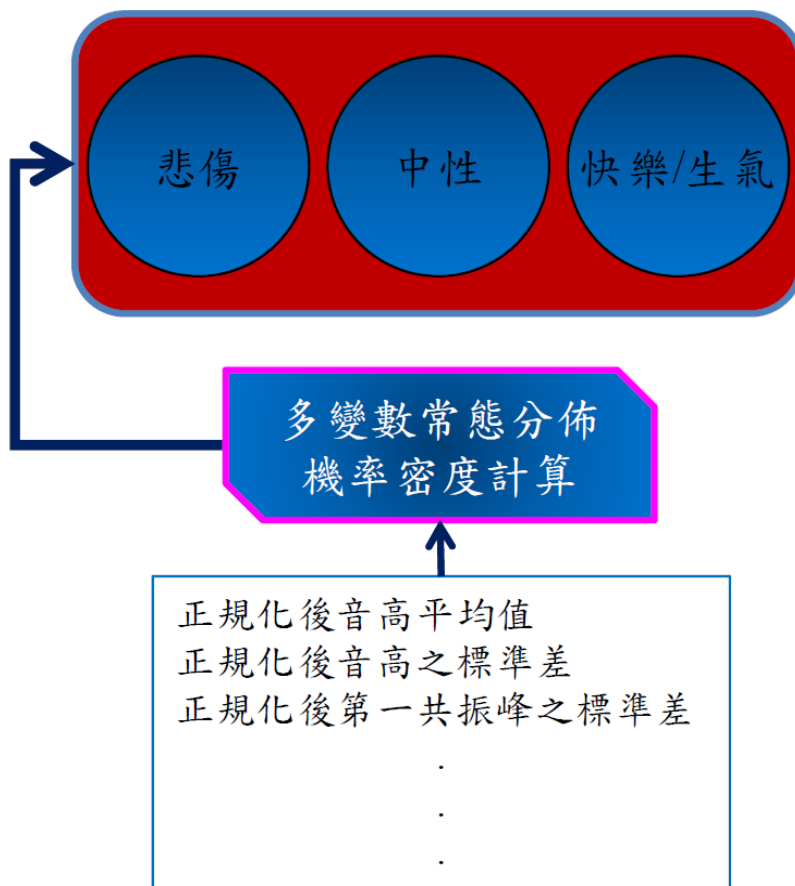 悲傷
中性
快樂/生氣
多變數常態分佈
機率密度計算
正規化後音高平均值
正規化後音高之標準差
正規化後第一共振峰之標準差
.
.
.